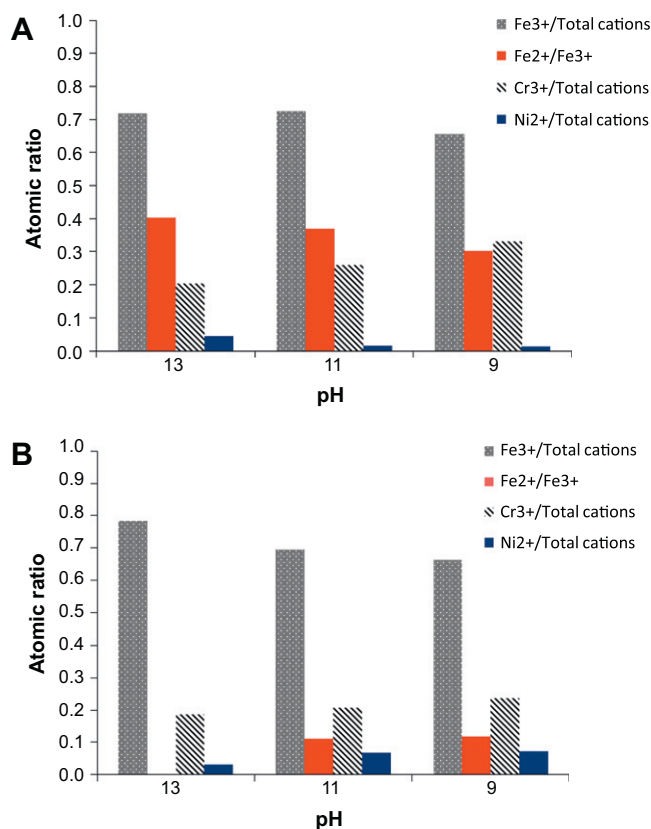 A
Atomic ratio
1.0
0.9
0.8
0.7
0.6
0.5
0.4
0.3
0.2
0.1
0.0
13
11
9
pH
Fe3+/Total cations
Fe2+/Fe3+
Cr3+/Total cations
Ni2+/Total cations
B
Atomic ratio
1.0
0.9
0.8
0.7
0.6
0.5
0.4
0.3
0.2
0.1
0.0
13
11
9
pH
Fe3+/Total cations
Fe2+/Fe3+
Cr3+/Total cations
Ni2+/Total cations